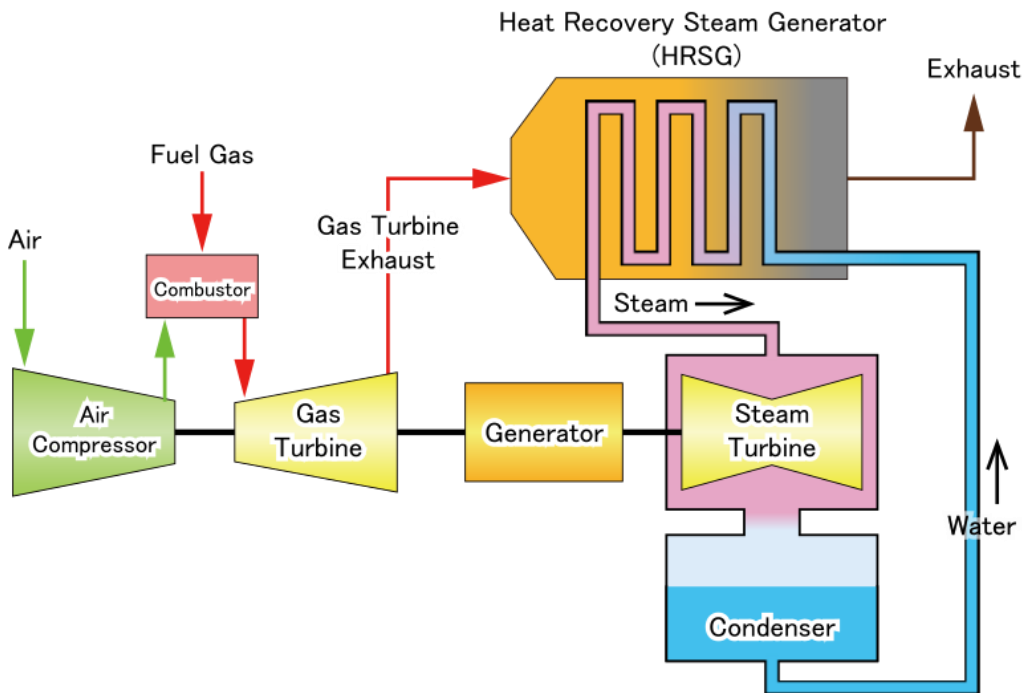 Heat Recovery Steam Generator
(HRSG)
Exhaust
Fuel Gas
Air
Gas Turbine
Exhaust
Combustor
Steam
Air
Compressor
Gas
Turbine
Generator
Steam
Turbine
Water
Condenser